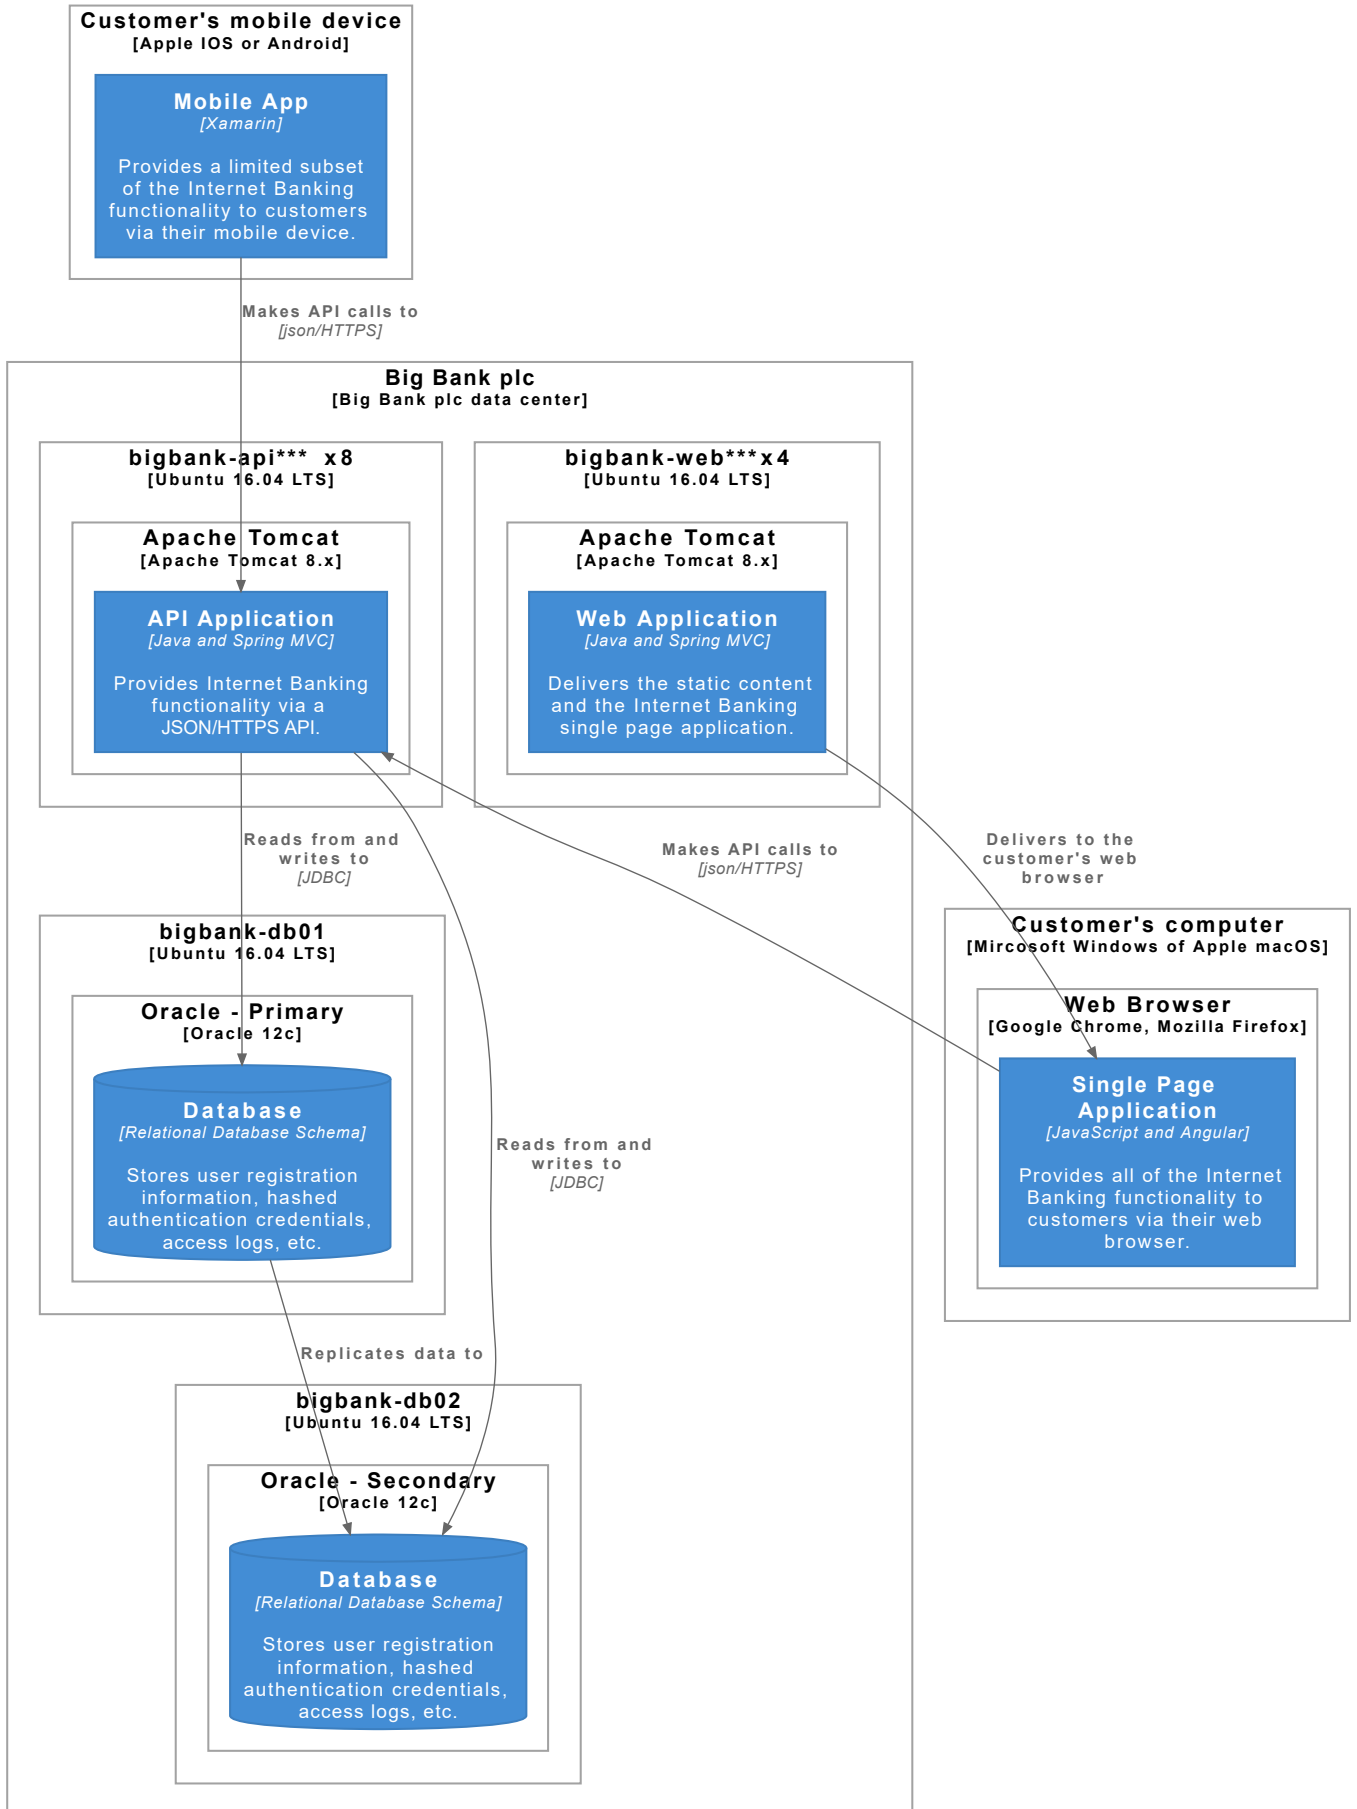 Customer's mobile device
[Apple IOS or Android]
Mobile App
[Xamarin]
Provides a limited subset
of the Internet Banking
functionality to customers
via their mobile device.
Makes API calls to
[json/HTTPS]
Big Bank plc
[Big Bank plc data center]
bigbank-api*** x8
[Ubuntu 16.04 LTS]
Apache Tomcat
[Apache Tomcat 8.x]
API Application
[Java and Spring MVC]
Provides Internet Banking
functionality via a
JSON/HTTPS API.
bigbank-web*** x4
[Ubuntu 16.04 LTS]
Apache Tomcat
[Apache Tomcat 8.x]
Web Application
[Java and Spring MVC]
Delivers the static content
and the Internet Banking
single page application.
Reads from and
writes to
[JDBC]
Makes API calls to
[json/HTTPS]
Delivers to the
customer's web
browser
bigbank-db01
[Ubuntu 16.04 LTS]
Oracle - Primary
[Oracle 12c]
Database
[Relational Database Schema]
Stores user registration
information, hashed
authentication credentials,
access logs, etc.
Reads from and
writes to
[JDBC]
Customer's computer
[Mircosoft Windows of Apple macOS]
Web Browser
[Google Chrome, Mozilla Firefox]
Single Page
Application
[JavaScript and Angular]
Provides all of the Internet
Banking functionality to
customers via their web
browser.
Replicates data to
bigbank-db02
[Ubuntu 16.04 LTS]
Oracle - Secondary
[Oracle 12c]
Database
[Relational Database Schema]
Stores user registration
information, hashed
authentication credentials,
access logs, etc.